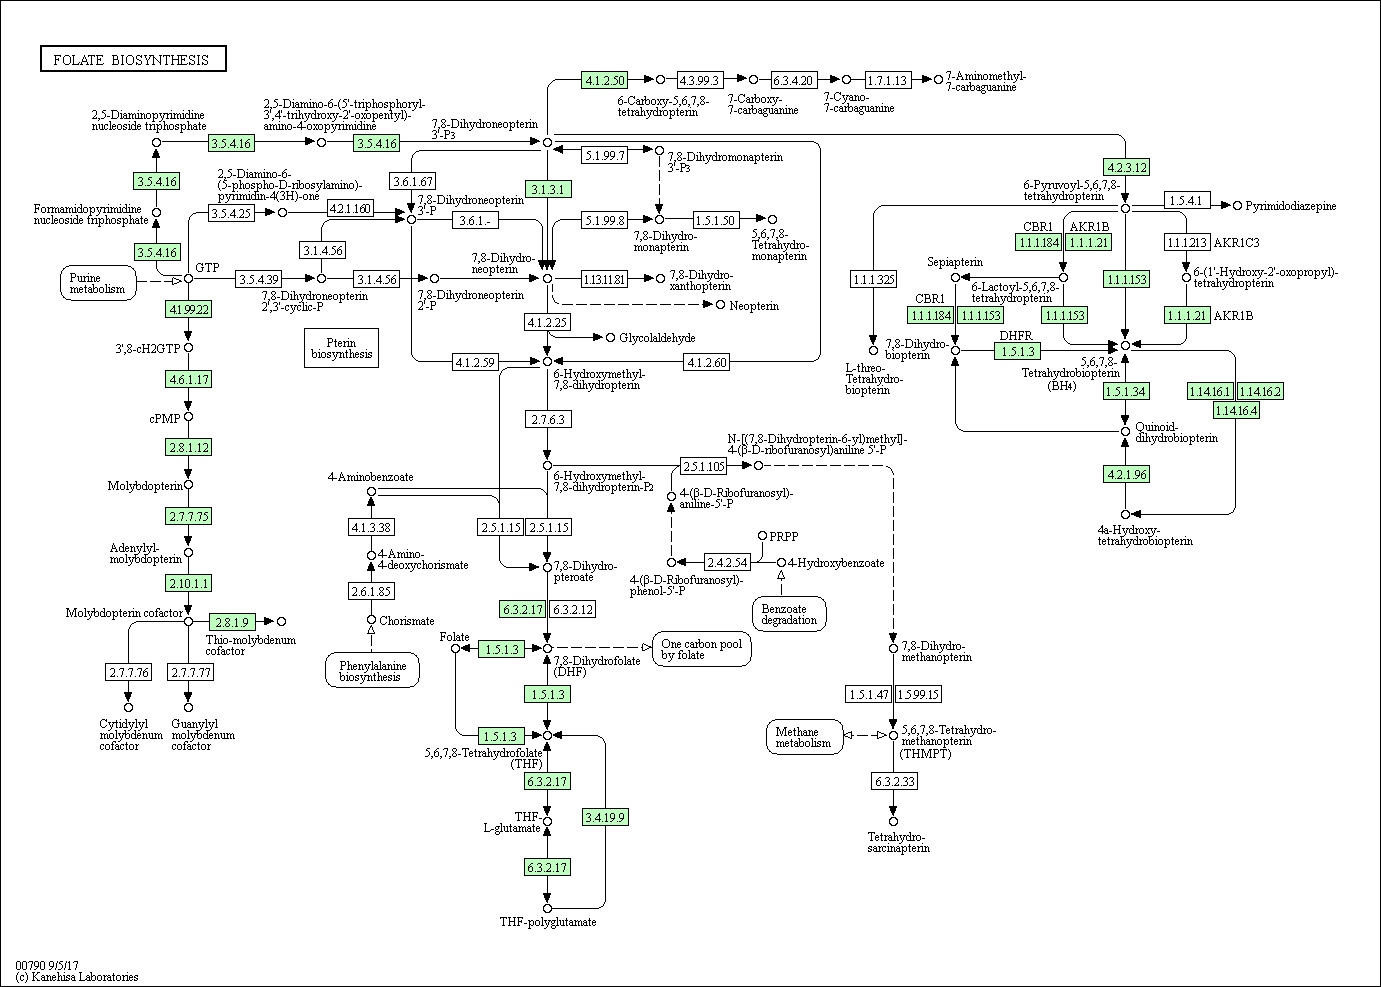 FOLATE BIOSYNTHESIS
4.1.2.50
4.3.99.3
6.3.4.20
1.7.1.13
7-Aminomethyl-
7-carbaguanine
6-Carboxy-5,6,7,8-
tetrahydropterin
7-Carboxy-
7-carbaguanine
7-Cyano-
7-carbaguanine
2,5-Diaminopyrimidine
nucleoside triphosphate
2,5-Diamino-6-(5'-triphosphoryl-
3',4'-trihydroxy-2'-oxopentyl)-
amino-4-oxopyrimidine
7,8-Dihydroneopterin
3'-P3
3.5.4.16
3.5.4.16
5.1.99.7
7,8-Dihydromonapterin
3'-P3
4.2.3.12
3.5.4.16
2,5-Diamino-6-
(5-phospho-D-ribosylamino)-
pyrimidin-4(3H)-one
3.6.1.67
3.1.3.1
6-Pyruvoyl-5,6,7,8-
tetrahydropterin
1.5.4.1
Pyrimidodiazepine
Formamidopyrimidine
nucleoside triphosphate
3.5.4.25
4.2.1.160
7,8-Dihydroneopterin
3'-P
3.6.1.-
5.1.99.8
1.5.1.50
7,8-Dihydro-
monapterin
5,6,7,8-
Tetrahydro-
monapterin
CBR1
AKR1B
1.1.1.184
1.1.1.21
1.1.1.213
AKR1C3
3.5.4.16
3.1.4.56
GTP
Purine
metabolism
3.5.4.39
3.1.4.56
7,8-Dihydro-
neopterin
1.13.11.81
7,8-Dihydro-
xanthopterin
7,8-Dihydroneopterin
2',3'-cyclic-P
7,8-Dihydroneopterin
2'-P
Neopterin
1.1.1.325
Sepiapterin
6-Lactoyl-5,6,7,8-
tetrahydropterin
1.1.1.153
6-(1'-Hydroxy-2'-oxopropyl)-
tetrahydropterin
4.1.99.22
4.1.2.25
CBR1
1.1.1.184
1.1.1.153
1.1.1.153
1.1.1.21
AKR1B
3',8-cH2GTP
Pterin
biosynthesis
Glycolaldehyde
7,8-Dihydro-
biopterin
DHFR
1.5.1.3
4.6.1.17
4.1.2.59
4.1.2.60
6-Hydroxymethyl-
7,8-dihydropterin
L-threo-
Tetrahydro-
biopterin
5,6,7,8-
Tetrahydrobiopterin
(BH4)
1.5.1.34
1.14.16.1
1.14.16.2
1.14.16.4
cPMP
2.7.6.3
Quinoid-
dihydrobiopterin
2.8.1.12
N-[(7,8-Dihydropterin-6-yl)methyl]-
4-(β-D-ribofuranosyl)aniline 5'-P
2.5.1.105
4.2.1.96
Molybdopterin
4-Aminobenzoate
6-Hydroxymethyl-
7,8-dihydropterin-P2
4-(β-D-Ribofuranosyl)-
aniline-5'-P
2.7.7.75
4.1.3.38
2.5.1.15
2.5.1.15
PRPP
4a-Hydroxy-
tetrahydrobiopterin
Adenylyl-
molybdopterin
4-Amino-
4-deoxychorismate
7,8-Dihydro-
pteroate
2.4.2.54
4-Hydroxybenzoate
4-(β-D-Ribofuranosyl)-
phenol-5'-P
2.10.1.1
2.6.1.85
6.3.2.17
6.3.2.12
Benzoate
degradation
Molybdopterin cofactor
2.8.1.9
Thio-molybdenum
cofactor
Chorismate
Folate
1.5.1.3
7,8-Dihydrofolate
(DHF)
One carbon pool
by folate
7,8-Dihydro-
methanopterin
2.7.7.76
2.7.7.77
Phenylalanine
biosynthesis
1.5.1.3
1.5.1.47
1.5.99.15
Cytidylyl
molybdenum
cofactor
Guanylyl
molybdenum
cofactor
1.5.1.3
5,6,7,8-Tetrahydrofolate
(THF)
Methane
metabolism
5,6,7,8-Tetrahydro-
methanopterin
(THMPT)
6.3.2.17
6.3.2.33
THF-
L-glutamate
3.4.19.9
Tetrahydro-
sarcinapterin
6.3.2.17
THF-polyglutamate
00790 9/5/17
(c) Kanehisa Laboratories